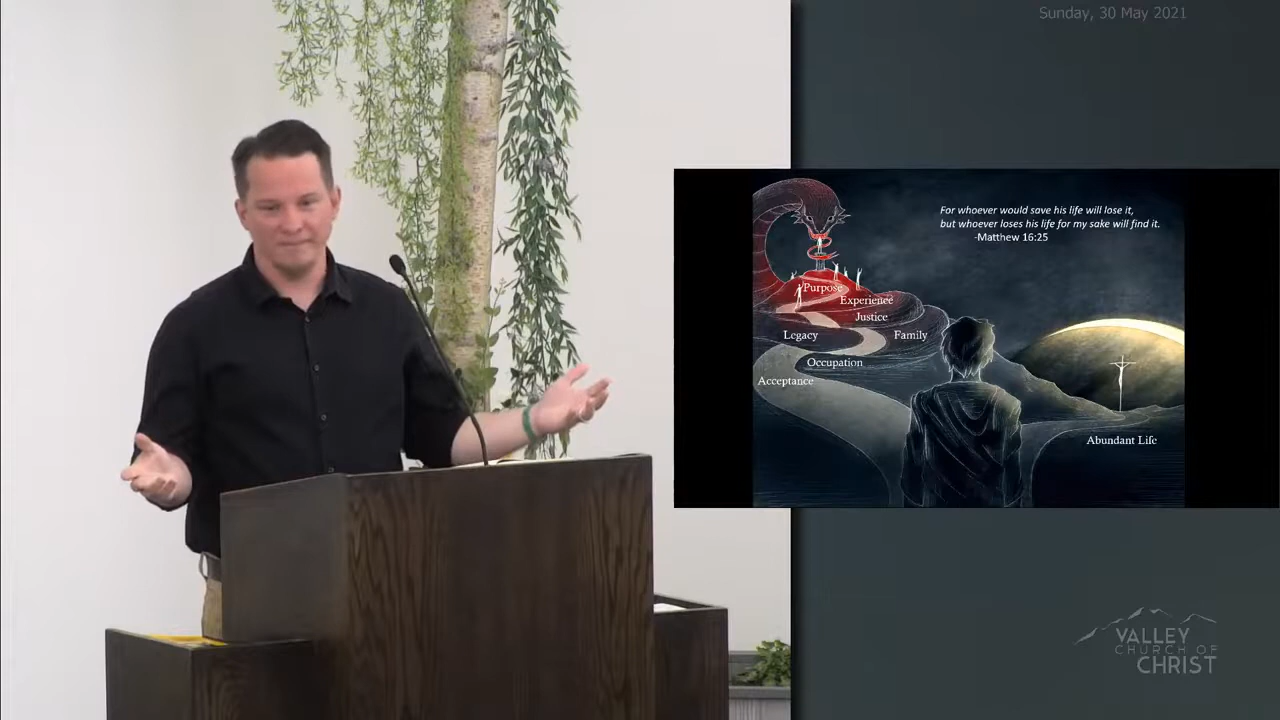 Sunday, 30 May 2021
For whoever would save his life will lose it,
but whoever loses his life for my sake will find it.
-Matthew 16:25
Purpose
Experience
Justice
Legacy
Family
Occupation
Acceptance
Abundant Life
VALLEY
CHURCH OF
CHRIST